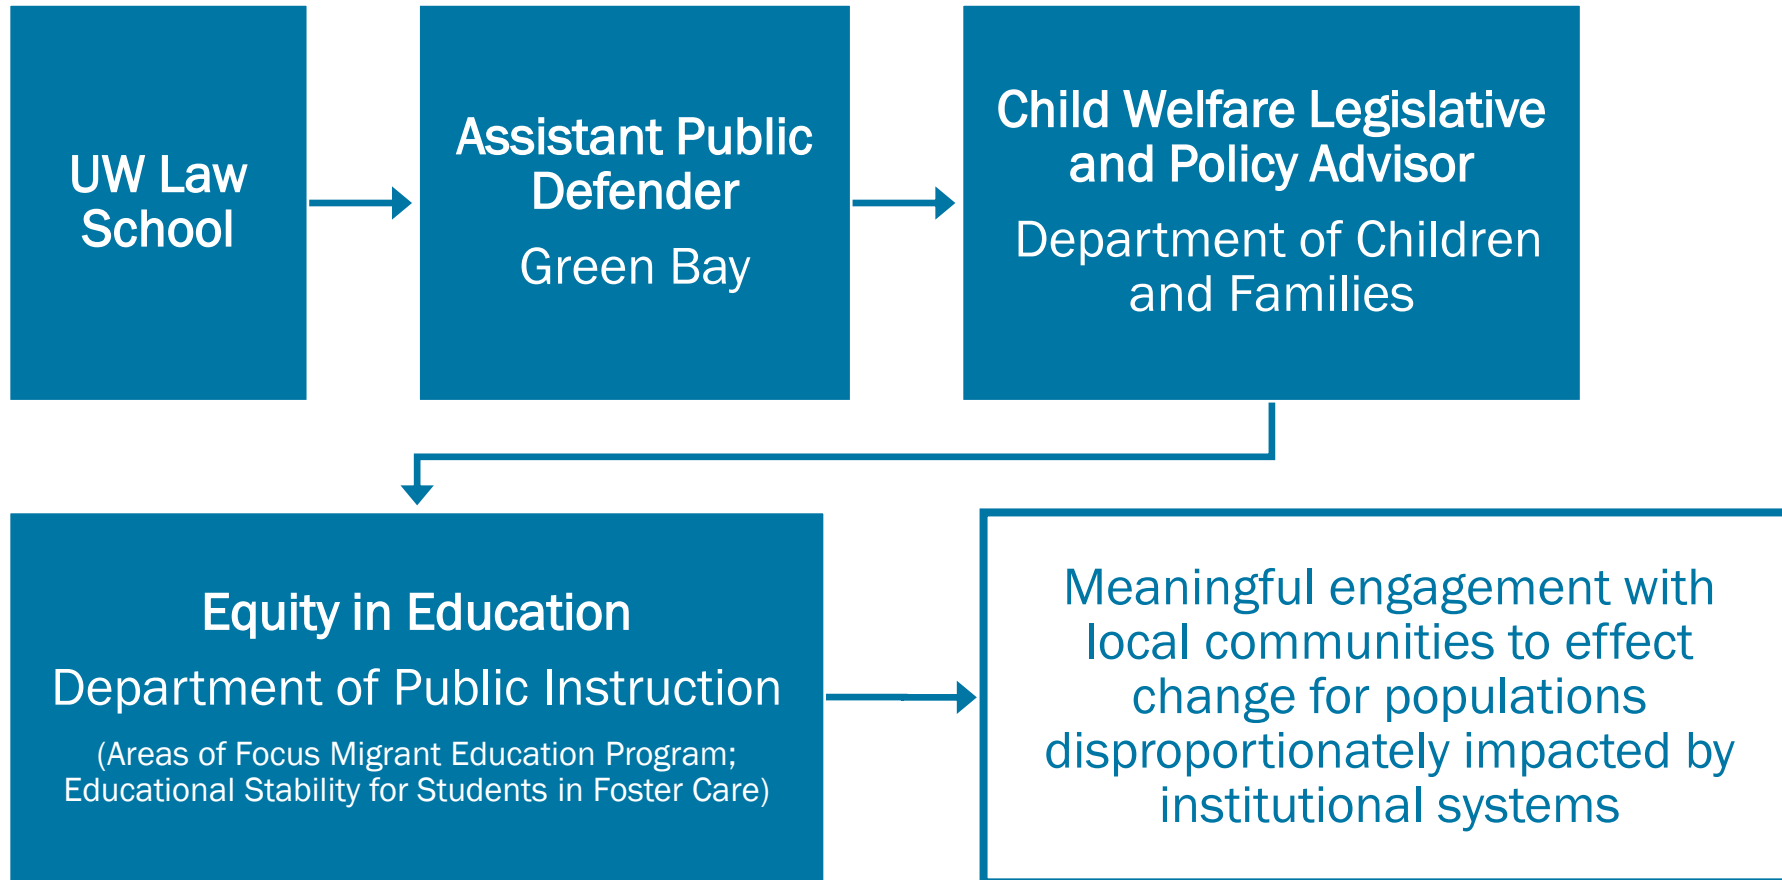 UW Law
School
Assistant Public
Defender
Green Bay
Child Welfare Legislative
and Policy Advisor
Department of Children
and Families
Equity in Education
Department of Public Instruction
(Areas of Focus Migrant Education Program;
Educational Stability for Students in Foster Care)
Meaningful engagement with
local communities to effect
change for populations
disproportionately impacted by
institutional systems